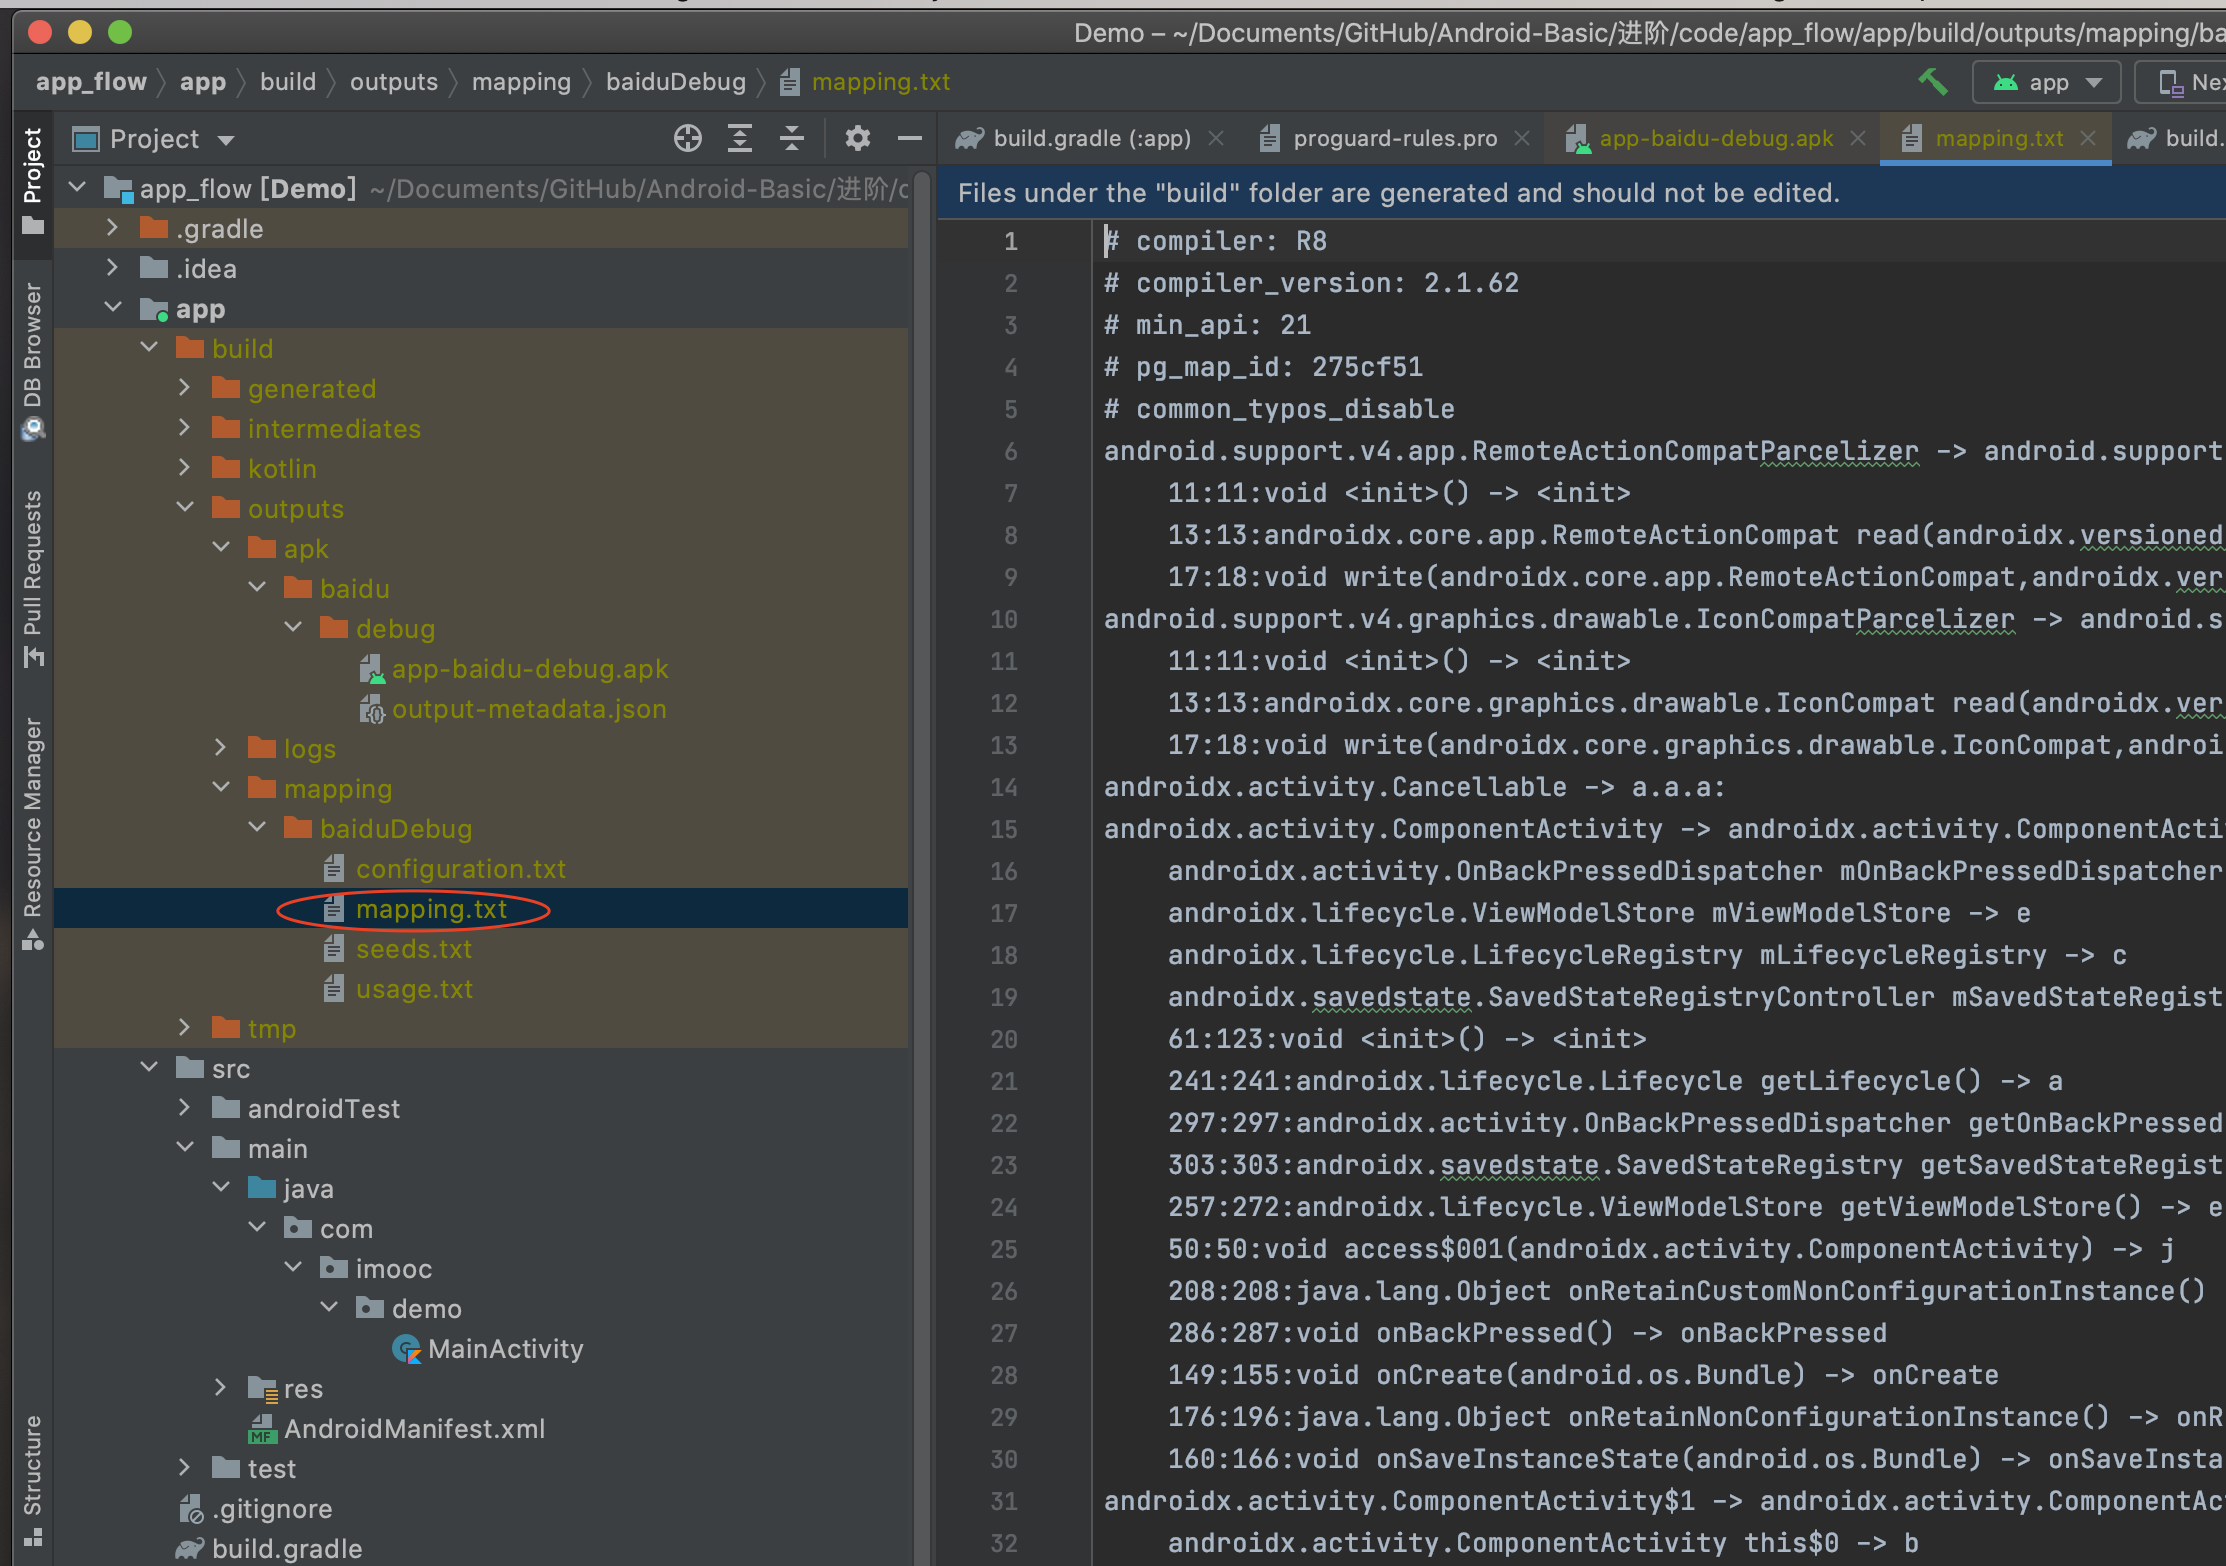 Demo – ~/Documents/GitHub/Android-Basic/进阶/code/app_flow/app/build/outputs/mapping/ba
app_flow app build outputs mapping baiduDebug mapping.txt
app
Nex
Project
build.gradle (:app)
proguard-rules.pro
app-baidu-debug.apk
mapping.txt
build.
Project
DB Browser
Pull Requests
Resource Manager
Structure
app_flow [Demo] ~/Documents/GitHub/Android-Basic/进阶/c
.gradle
.idea
app
build
generated
intermediates
kotlin
outputs
apk
baidu
debug
app-baidu-debug.apk
output-metadata.json
logs
mapping
baiduDebug
configuration.txt
mapping.txt
seeds.txt
usage.txt
tmp
src
androidTest
main
java
com
imooc
demo
MainActivity
res
AndroidManifest.xml
test
.gitignore
build.gradle
Files under the "build" folder are generated and should not be edited.
1 # compiler: R8
2 # compiler_version: 2.1.62
3 # min_api: 21
4 # pg_map_id: 275cf51
5 # common_typos_disable
6 android.support.v4.app.RemoteActionCompatParcelizer -> android.support
7 11:11:void <init>() -> <init>
8 13:13:androidx.core.app.RemoteActionCompat read(androidx.versioned
9 17:18:void write(androidx.core.app.RemoteActionCompat,androidx.ver
10 android.support.v4.graphics.drawable.IconCompatParcelizer -> android.s
11 11:11:void <init>() -> <init>
12 13:13:androidx.core.graphics.drawable.IconCompat read(androidx.ver
13 17:18:void write(androidx.core.graphics.drawable.IconCompat,androi
14 androidx.activity.Cancellable -> a.a.a:
15 androidx.activity.ComponentActivity -> androidx.activity.ComponentActi
16 androidx.activity.OnBackPressedDispatcher mOnBackPressedDispatcher
17 androidx.lifecycle.ViewModelStore mViewModelStore -> e
18 androidx.lifecycle.LifecycleRegistry mLifecycleRegistry -> c
19 androidx.savedstate.SavedStateRegistryController mSavedStateRegist
20 61:123:void <init>() -> <init>
21 241:241:androidx.lifecycle.Lifecycle getLifecycle() -> a
22 297:297:androidx.activity.OnBackPressedDispatcher getOnBackPressed
23 303:303:androidx.savedstate.SavedStateRegistry getSavedStateRegist
24 257:272:androidx.lifecycle.ViewModelStore getViewModelStore() -> e
25 50:50:void access$001(androidx.activity.ComponentActivity) -> j
26 208:208:java.lang.Object onRetainCustomNonConfigurationInstance()
27 286:287:void onBackPressed() -> onBackPressed
28 149:155:void onCreate(android.os.Bundle) -> onCreate
29 176:196:java.lang.Object onRetainNonConfigurationInstance() -> onR
30 160:166:void onSaveInstanceState(android.os.Bundle) -> onSaveInsta
31 androidx.activity.ComponentActivity$1 -> androidx.activity.ComponentAc
32 androidx.activity.ComponentActivity this$0 -> b